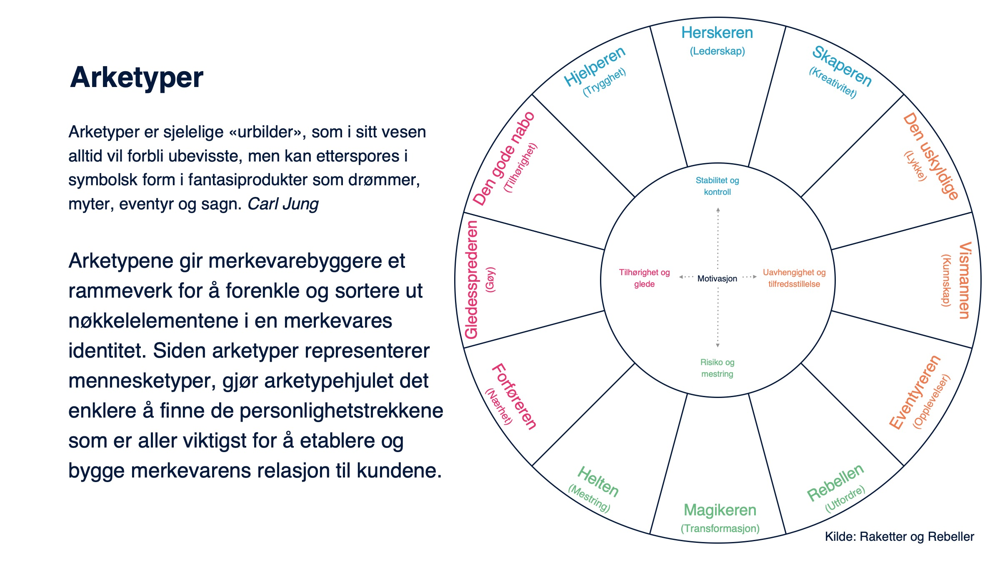 Arketyper
Arketyper er sjelelige «urbilder», som i sitt vesen
alltid vil forbli ubevisste, men kan etterspores i
symbolsk form i fantasiprodukter som drømmer,
myter, eventyr og sagn. Carl Jung
Arketypene gir merkevarebyggere et
rammeverk for å forenkle og sortere ut
nøkkelelementene i en merkevares
identitet. Siden arketyper representerer
mennesketyper, gjør arketypehjulet det
enklere å finne de personlighetstrekkene
som er aller viktigst for å etablere og
bygge merkevarens relasjon til kundene.
Herskeren
(Lederskap)
Skaperen
(Kreativitet)
Den uskyldige
(Lykke)
Vismannen
(Kunnskap)
Eventyreren
(Opplevelser)
Rebellen
(Utfordre)
Magikeren
(Transformasjon)
Helten
(Mestring)
Forføreren
(Nærhet)
Gledesspréderen
(Gøy)
Den gode nabo
(Tilhørighet)
Hjelperen
(Trygghet)
Stabilitet og
kontroll
Tilhørighet og
glede
Motivasjon
Uavhengighet og
tilfredsstillelse
Risiko og
mestring
Kilde: Raketter og Rebeller